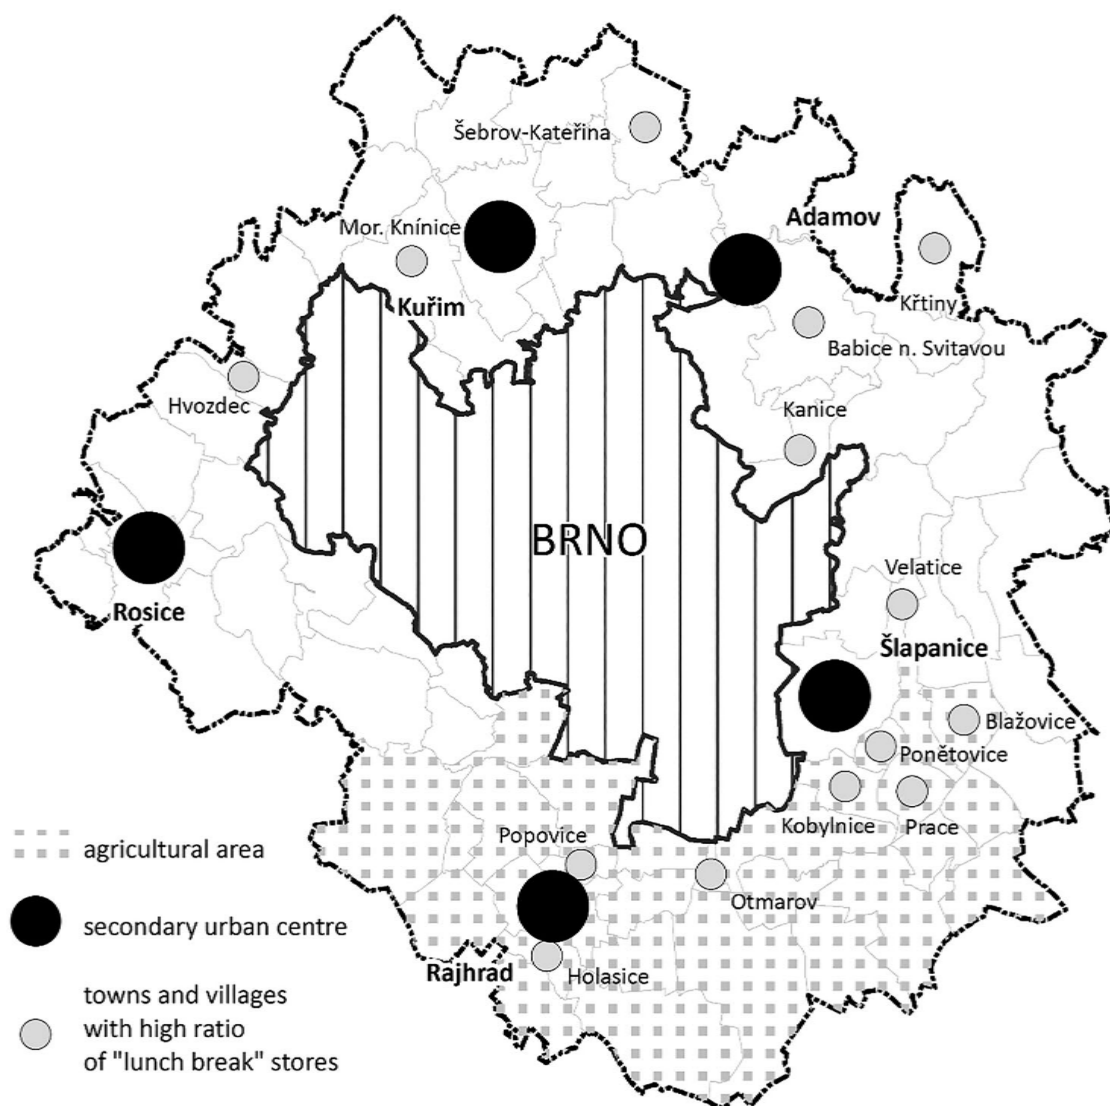 Šebrov-Kateřina
Adamov
Mor. Knínice
Křtiny
Kuřim
Babice n. Svitavou
Hvozdec
Kanice
BRNO
Velatice
Rosice
Šlapanice
Blažovice
Ponětovice
Kobylnice
Prace
Popovice
agricultural area
Otmarov
secondary urban centre
Rajhrad
Holasice
towns and villages
with high ratio
of "lunch break" stores